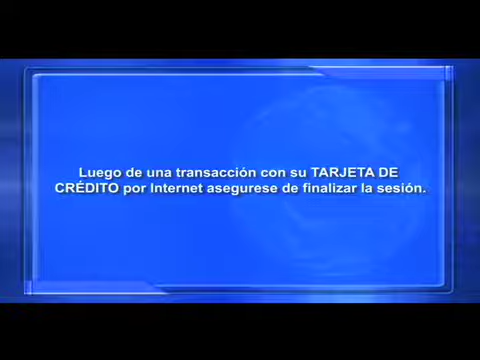 Luego de una transacción con su TARJETA DE
CRÉDITO por Internet asegurese de finalizar la sesión.